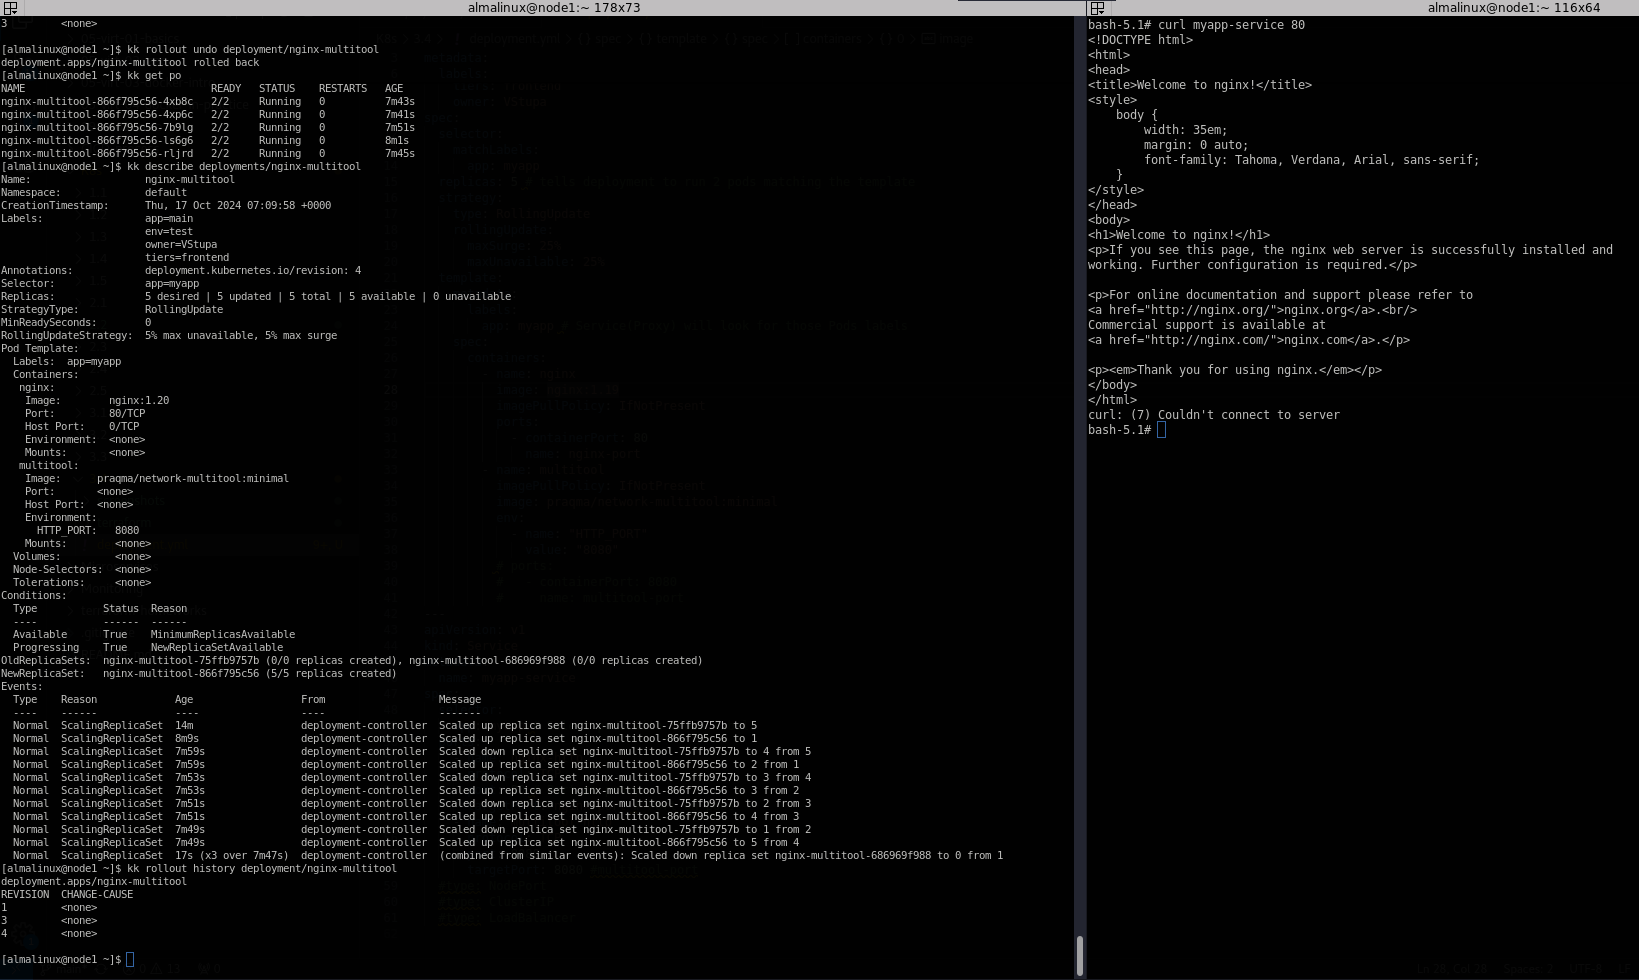 almalinux@node1:~ 178x73
3         <none>

[almalinux@node1 ~]$ kk rollout undo deployment/nginx-multitool
deployment.apps/nginx-multitool rolled back
[almalinux@node1 ~]$ kk get po
NAME                               READY   STATUS    RESTARTS   AGE
nginx-multitool-866f795c56-4xb8c   2/2     Running   0          7m43s
nginx-multitool-866f795c56-4xp6c   2/2     Running   0          7m41s
nginx-multitool-866f795c56-7b9lg   2/2     Running   0          7m51s
nginx-multitool-866f795c56-ls6g6   2/2     Running   0          8m1s
nginx-multitool-866f795c56-rljrd   2/2     Running   0          7m45s
[almalinux@node1 ~]$ kk describe deployments/nginx-multitool
Name:                   nginx-multitool
Namespace:              default
CreationTimestamp:      Thu, 17 Oct 2024 07:09:58 +0000
Labels:                 app=main
                        env=test
                        owner=VStupa
                        tiers=frontend
Annotations:            deployment.kubernetes.io/revision: 4
Selector:               app=myapp
Replicas:               5 desired | 5 updated | 5 total | 5 available | 0 unavailable
StrategyType:           RollingUpdate
MinReadySeconds:        0
RollingUpdateStrategy:  5% max unavailable, 5% max surge
Pod Template:
  Labels:  app=myapp
  Containers:
   nginx:
    Image:        nginx:1.20
    Port:         80/TCP
    Host Port:    0/TCP
    Environment:  <none>
    Mounts:       <none>
   multitool:
    Image:      praqma/network-multitool:minimal
    Port:       <none>
    Host Port:  <none>
    Environment:
      HTTP_PORT:   8080
    Mounts:        <none>
  Volumes:         <none>
  Node-Selectors:  <none>
  Tolerations:     <none>
Conditions:
  Type           Status  Reason
  ----           ------  ------
  Available      True    MinimumReplicasAvailable
  Progressing    True    NewReplicaSetAvailable
OldReplicaSets:  nginx-multitool-75ffb9757b (0/0 replicas created), nginx-multitool-686969f988 (0/0 replicas created)
NewReplicaSet:   nginx-multitool-866f795c56 (5/5 replicas created)
Events:
  Type    Reason             Age                  From                   Message
  ----    ------             ----                 ----                   -------
  Normal  ScalingReplicaSet  14m                  deployment-controller  Scaled up replica set nginx-multitool-75ffb9757b to 5
  Normal  ScalingReplicaSet  8m9s                 deployment-controller  Scaled up replica set nginx-multitool-866f795c56 to 1
  Normal  ScalingReplicaSet  7m59s                deployment-controller  Scaled down replica set nginx-multitool-75ffb9757b to 4 from 5
  Normal  ScalingReplicaSet  7m59s                deployment-controller  Scaled up replica set nginx-multitool-866f795c56 to 2 from 1
  Normal  ScalingReplicaSet  7m53s                deployment-controller  Scaled down replica set nginx-multitool-75ffb9757b to 3 from 4
  Normal  ScalingReplicaSet  7m53s                deployment-controller  Scaled up replica set nginx-multitool-866f795c56 to 3 from 2
  Normal  ScalingReplicaSet  7m51s                deployment-controller  Scaled down replica set nginx-multitool-75ffb9757b to 2 from 3
  Normal  ScalingReplicaSet  7m51s                deployment-controller  Scaled up replica set nginx-multitool-866f795c56 to 4 from 3
  Normal  ScalingReplicaSet  7m49s                deployment-controller  Scaled down replica set nginx-multitool-75ffb9757b to 1 from 2
  Normal  ScalingReplicaSet  7m49s                deployment-controller  Scaled up replica set nginx-multitool-866f795c56 to 5 from 4
  Normal  ScalingReplicaSet  17s (x3 over 7m47s)  deployment-controller  (combined from similar events): Scaled down replica set nginx-multitool-686969f988 to 0 from 1
[almalinux@node1 ~]$ kk rollout history deployment/nginx-multitool
deployment.apps/nginx-multitool
REVISION  CHANGE-CAUSE
1         <none>
3         <none>
4         <none>

[almalinux@node1 ~]$
almalinux@node1:~ 116x64
bash-5.1# curl myapp-service 80
<!DOCTYPE html>
<html>
<head>
<title>Welcome to nginx!</title>
<style>
    body {
        width: 35em;
        margin: 0 auto;
        font-family: Tahoma, Verdana, Arial, sans-serif;
    }
</style>
</head>
<body>
<h1>Welcome to nginx!</h1>
<p>If you see this page, the nginx web server is successfully installed and
working. Further configuration is required.</p>

<p>For online documentation and support please refer to
<a href="http://nginx.org/">nginx.org</a>.<br/>
Commercial support is available at
<a href="http://nginx.com/">nginx.com</a>.</p>

<p><em>Thank you for using nginx.</em></p>
</body>
</html>
curl: (7) Couldn't connect to server
bash-5.1#